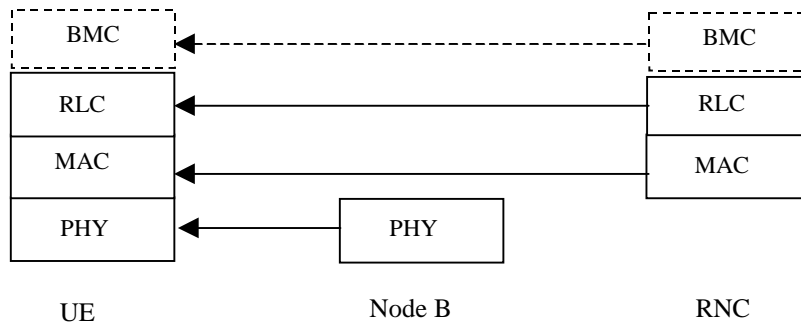 BMC BMC
RLC RLC
MAC MAC
PHY PHY
UE Node B RNC